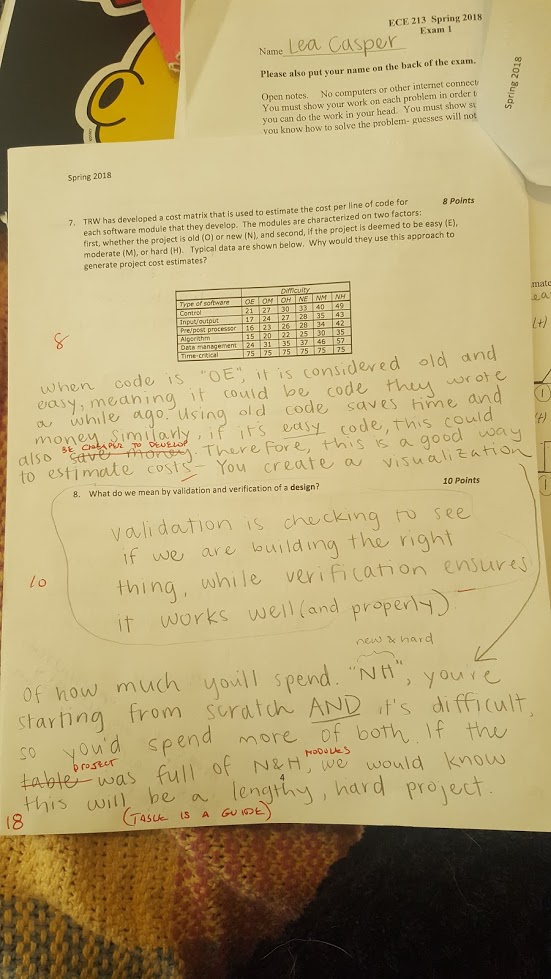 ECE 213 Spring 2018
Exam 1
Name Lea Casper
Please also put your name on the back of the exam.
Open notes. No computers or other internet connect
You must show your work on each problem in order t
you can do the work in your head. You must show su
you know how to solve the problem- guesses will not
Spring 2018
Spring 2018
7. TRW has developed a cost matrix that is used to estimate the cost per line of code for 8 Points
each software module that they develop. The modules are characterized on two factors:
first, whether the project is old (O) or new (N), and second, if the project is deemed to be easy (E),
moderate (M), or hard (H). Typical data are shown below. Why would they use this approach to
generate project cost estimates?
Difficulty
Type of software OE OM OH NE NM NH
Control 21 27 30 33 40 49
Input/output 17 24 27 28 35 43
Pre/post processor 16 23 26 28 34 42
Algorithm 15 20 22 25 30 35
Data management 24 31 35 37 46 57
Time-critical 75 75 75 75 75 75
8
when code is "OE", it is considered old and
easy, meaning it could be code they wrote
a while ago. Using old code saves time and
money. Similarly, if it's easy code, this could
BE CHEAPER TO DEVELOP
also save money. Therefore, this is a good way
to estimate costs- You create a visualization
8. What do we mean by validation and verification of a design? 10 Points
validation is checking to see
if we are building the right
thing, while verification ensures
it works well (and properly)
10
new & hard
of how much you'll spend. "NH", you're
starting from scratch AND it's difficult,
so you'd spend more of both. If the
project MODULES
table was full of N&H, we would know
4
this will be a lengthy, hard project.
(TABLE IS A GUIDE)
18